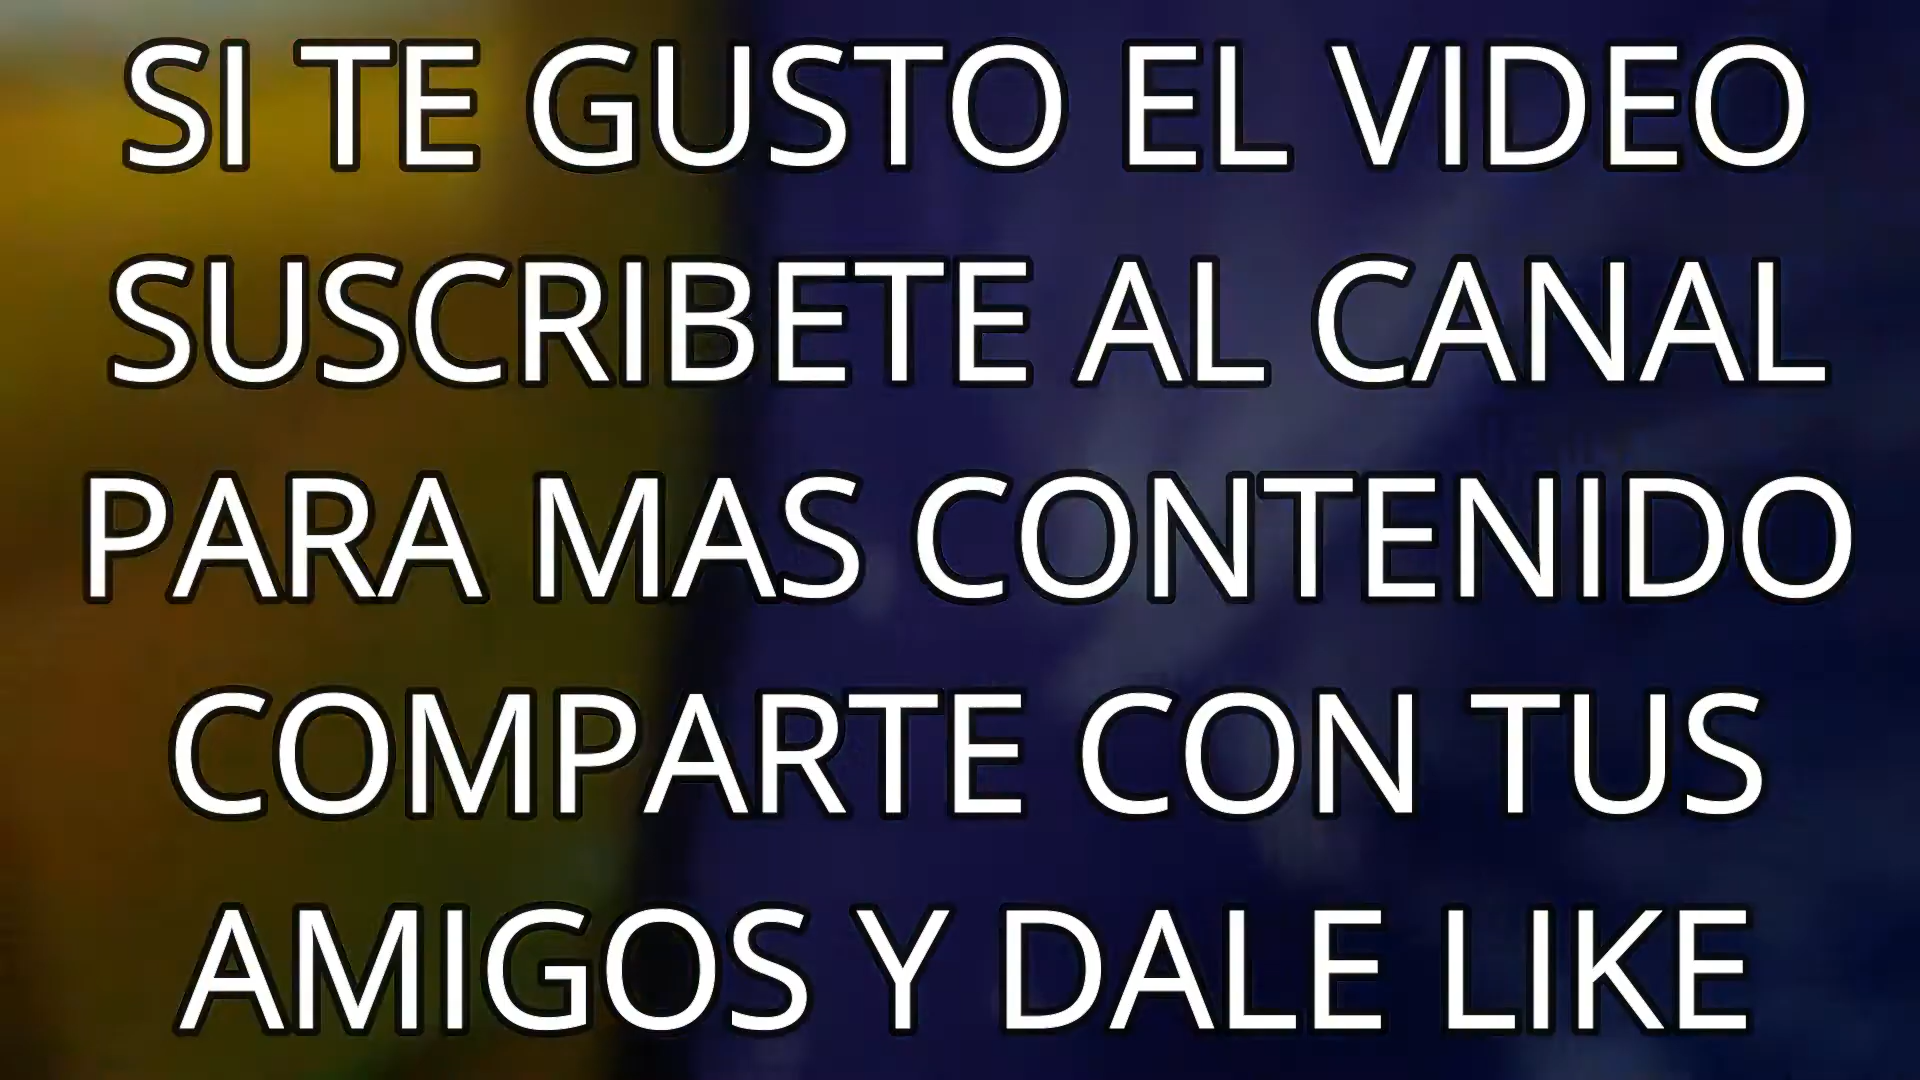 SI TE GUSTO EL VIDEO
SUSCRIBETE AL CANAL
PARA MAS CONTENIDO
COMPARTE CON TUS
AMIGOS Y DALE LIKE